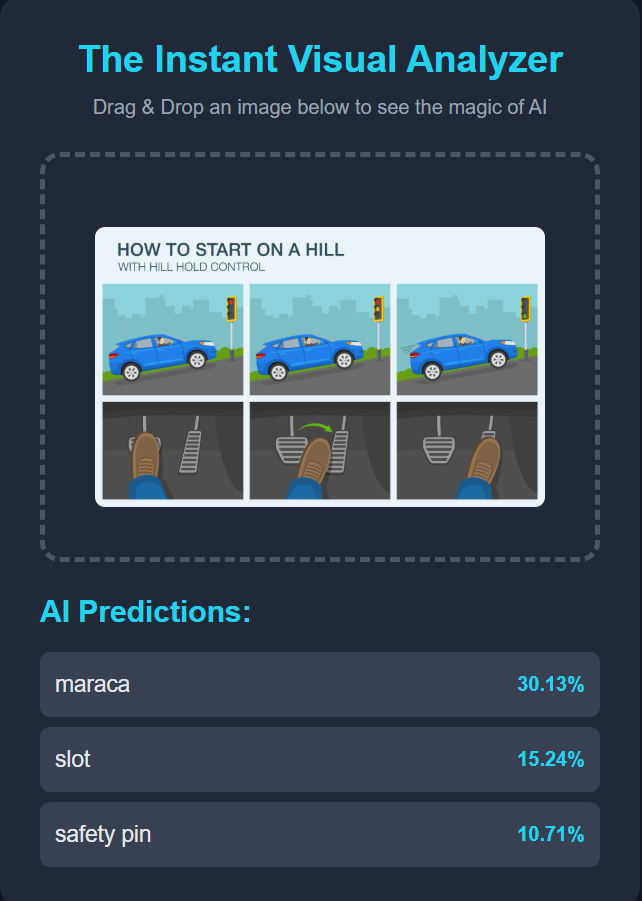 The Instant Visual Analyzer
Drag & Drop an image below to see the magic of AI
HOW TO START ON A HILL
WITH HILL HOLD CONTROL
AI Predictions:
maraca 30.13%
slot 15.24%
safety pin 10.71%